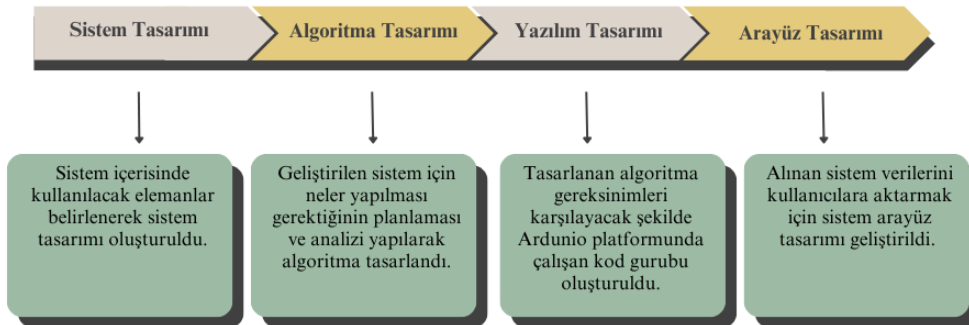 Sistem Tasarımı
Algoritma Tasarımı
Yazılım Tasarımı
Arayüz Tasarımı
Sistem içerisinde
kullanılacak elemanlar
belirlenerek sistem
tasarımı oluşturuldu.
Geliştirilen sistem için
neler yapılması
gerektiğinin planlaması
ve analizi yapılarak
algoritma tasarlandı.
Tasarlanan algoritma
gereksinimleri
karşılayacak şekilde
Ardunio platformunda
çalışan kod gurubu
oluşturuldu.
Alınan sistem verilerini
kullanıcılara aktarmak
için sistem arayüz
tasarımı geliştirildi.